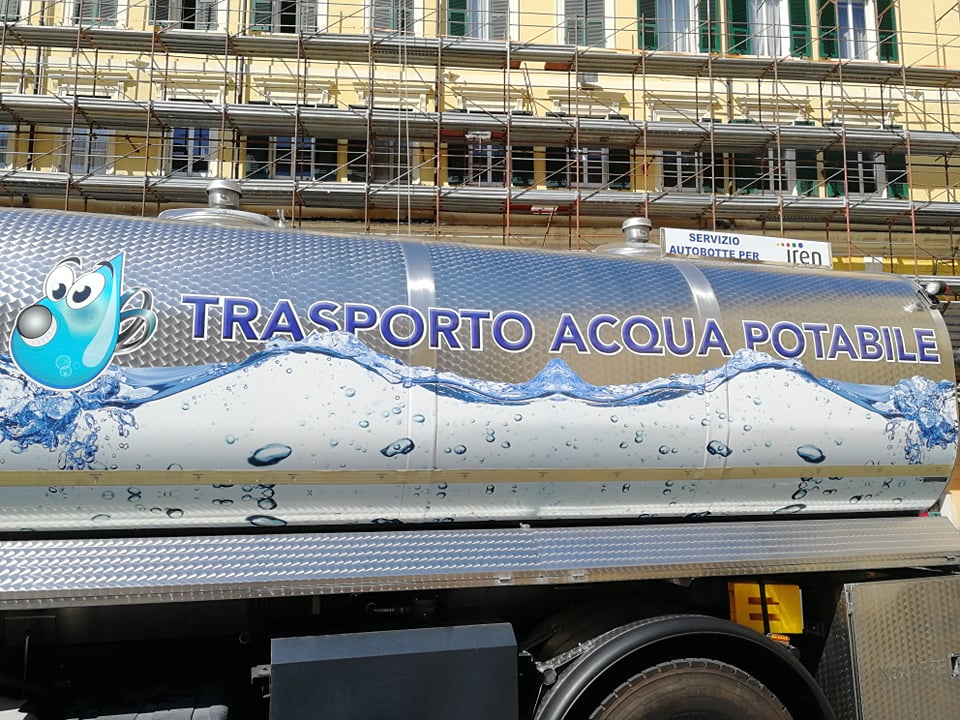 SERVIZIO
AUTOBOTTE PER iren
TRASPORTO ACQUA POTABILE